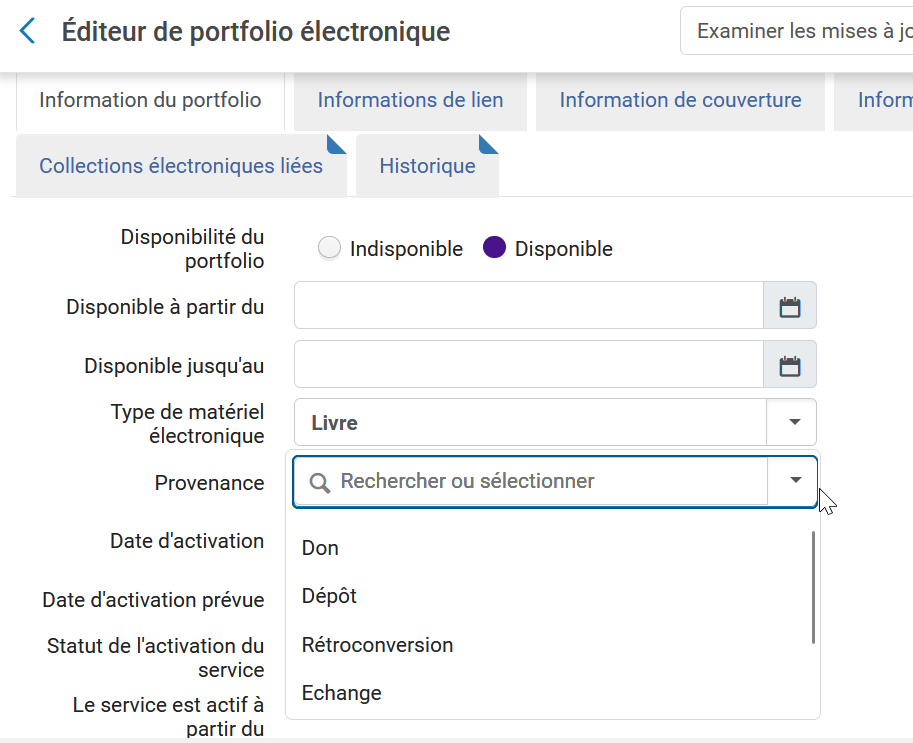 Éditeur de portfolio électronique
Examiner les mises à jo
Information du portfolio
Informations de lien
Information de couverture
Inform
Collections électroniques liées
Historique
Disponibilité du
portfolio
Indisponible
Disponible
Disponible à partir du
Disponible jusqu'au
Type de matériel
électronique
Livre
Provenance
Rechercher ou sélectionner
Don
Dépôt
Rétroconversion
Echange
Date d'activation
Date d'activation prévue
Statut de l'activation du
service
Le service est actif à
partir du